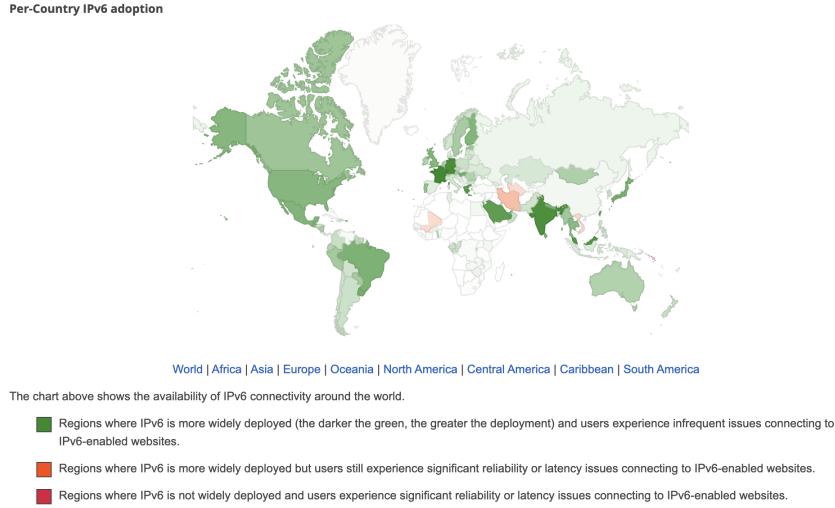 Per-Country IPv6 adoption
World | Africa | Asia | Europe | Oceania | North America | Central America | Caribbean | South America
The chart above shows the availability of IPv6 connectivity around the world.
Regions where IPv6 is more widely deployed (the darker the green, the greater the deployment) and users experience infrequent issues connecting to
IPv6-enabled websites.
Regions where IPv6 is more widely deployed but users still experience significant reliability or latency issues connecting to IPv6-enabled websites.
Regions where IPv6 is not widely deployed and users experience significant reliability or latency issues connecting to IPv6-enabled websites.